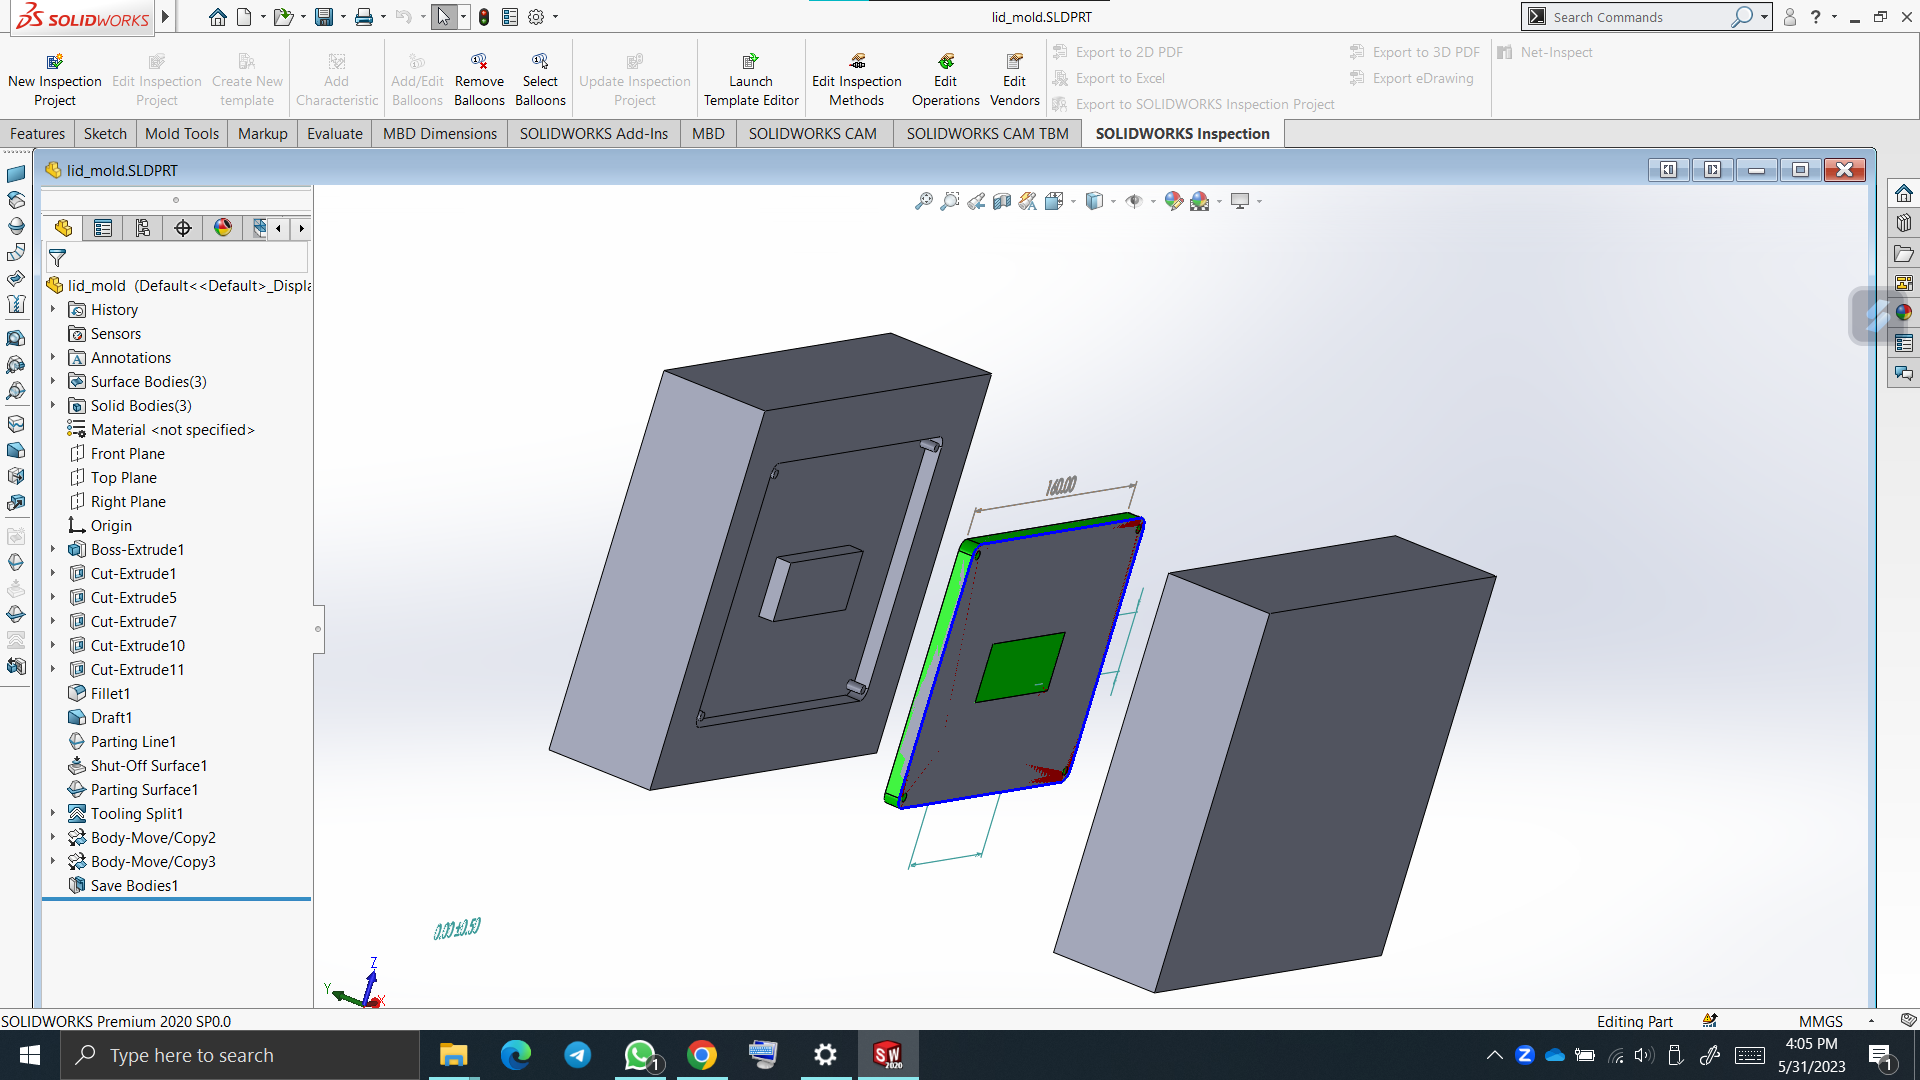 SOLIDWORKS
lid_mold.SLDPRT
Search Commands
New Inspection Project
Edit Inspection Project
Create New template
Add Characteristic
Add/Edit Balloons
Remove Balloons
Select Balloons
Update Inspection Project
Launch Template Editor
Edit Inspection Methods
Edit Operations
Edit Vendors
Export to 2D PDF
Export to Excel
Export to SOLIDWORKS Inspection Project
Export to 3D PDF
Export eDrawing
Net-Inspect
Features
Sketch
Mold Tools
Markup
Evaluate
MBD Dimensions
SOLIDWORKS Add-Ins
MBD
SOLIDWORKS CAM
SOLIDWORKS CAM TBM
SOLIDWORKS Inspection
lid_mold.SLDPRT
lid_mold (Default<<Default>_Displa
History
Sensors
Annotations
Surface Bodies(3)
Solid Bodies(3)
Material <not specified>
Front Plane
Top Plane
Right Plane
Origin
Boss-Extrude1
Cut-Extrude1
Cut-Extrude5
Cut-Extrude7
Cut-Extrude10
Cut-Extrude11
Fillet1
Draft1
Parting Line1
Shut-Off Surface1
Parting Surface1
Tooling Split1
Body-Move/Copy2
Body-Move/Copy3
Save Bodies1
160.00
0.00±0.50
Z
Y
X
SOLIDWORKS Premium 2020 SP0.0
Editing Part
MMGS
Type here to search
1
SW
2020
Z
4:05 PM
5/31/2023
1